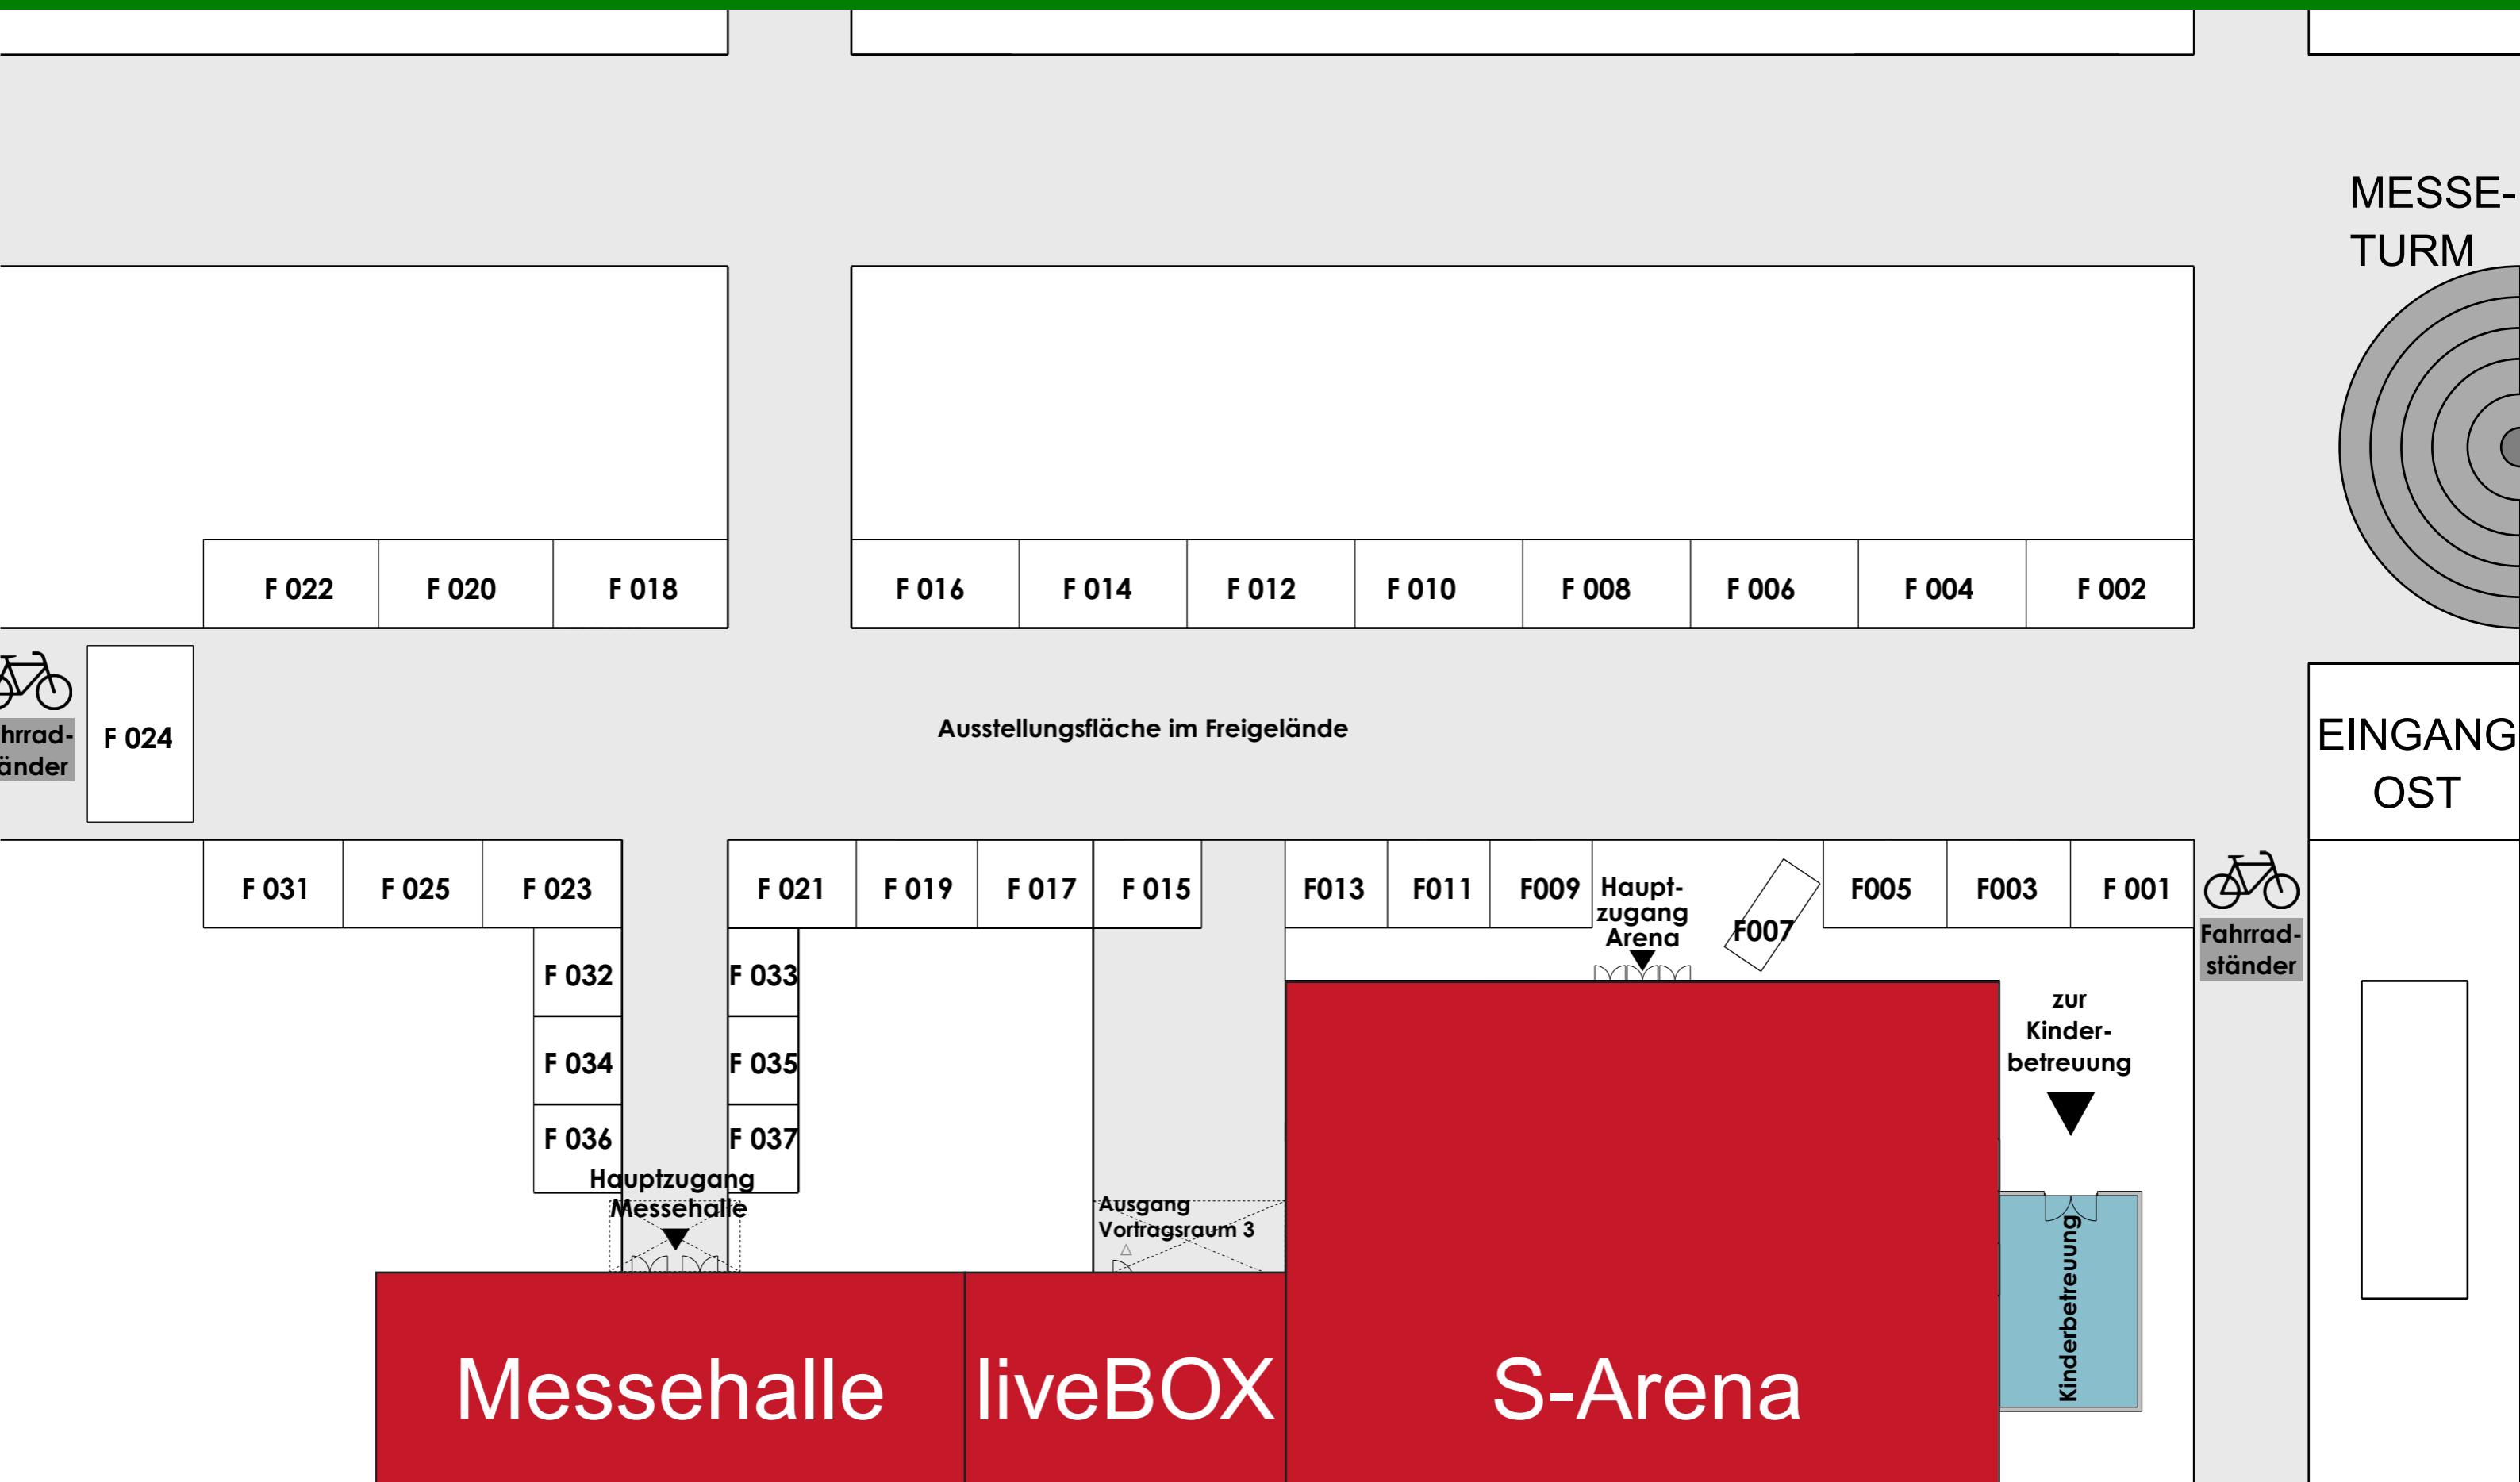 MESSE-
TURM
F 022
F 020
F 018
F 016
F 014
F 012
F 010
F 008
F 006
F 004
F 002
hrrad-
änder
F 024
Ausstellungsfläche im Freigelände
EINGANG
OST
F 031
F 025
F 023
F 021
F 019
F 017
F 015
F013
F011
F009
Haupt-
zugang
Arena
F007
F005
F003
F 001
Fahrrad-
ständer
F 032
F 033
F 034
F 035
F 036
F 037
zur
Kinder-
betreuung
Hauptzugang
Messehalle
Ausgang
Vortragsraum 3
Kinderbetreuung
Messehalle
liveBOX
S-Arena